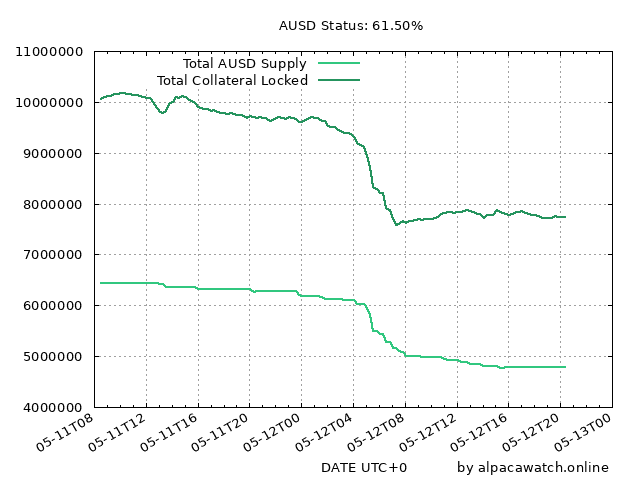 AUSD Status: 61.50%
11000000
10000000
9000000
8000000
7000000
6000000
5000000
4000000
Total AUSD Supply
Total Collateral Locked
05-11T08
05-11T12
05-11T16
05-11T20
05-12T00
05-12T04
05-12T08
05-12T12
05-12T16
05-12T20
05-13T00
DATE UTC+0
by alpacawatch.online